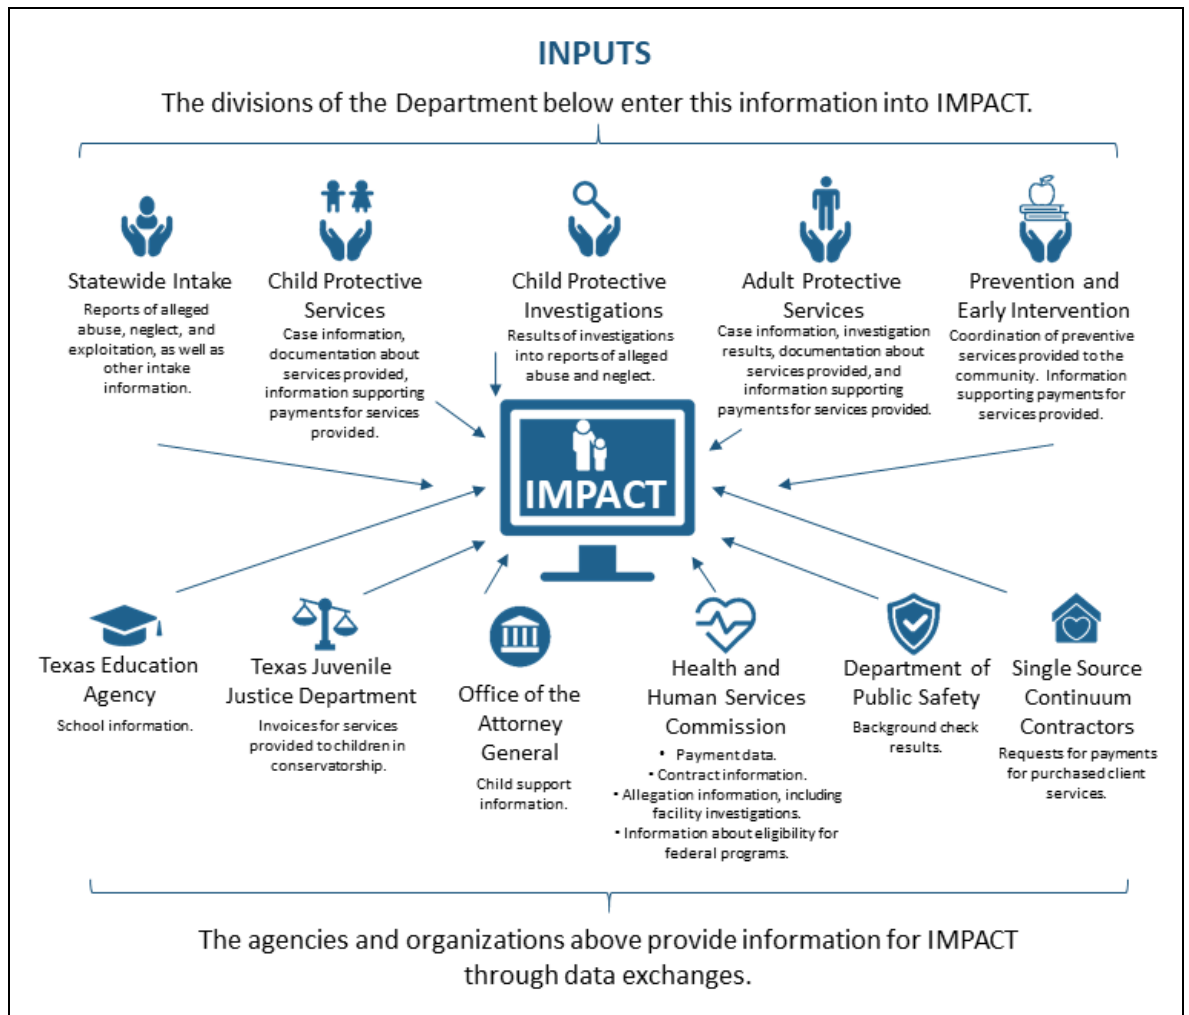 INPUTS
The divisions of the Department below enter this information into IMPACT.
Statewide Intake
Reports of alleged
abuse, neglect, and
exploitation, as well as
other intake
information.
Child Protective
Services
Case information,
documentation about
services provided,
information supporting
payments for services
provided.
Child Protective
Investigations
Results of investigations
into reports of alleged
abuse and neglect.
Adult Protective
Services
Case information, investigation
results, documentation about
services provided, and
information supporting
payments for services provided.
Prevention and
Early Intervention
Coordination of preventive
services provided to the
community. Information
supporting payments for
services provided.
IMPACT
Texas Education
Agency
School information.
Texas Juvenile
Justice Department
Invoices for services
provided to children in
conservatorship.
Office of the
Attorney
General
Child support
information.
Health and
Human Services
Commission
• Payment data.
• Contract information.
• Allegation information, including
facility investigations.
• Information about eligibility for
federal programs.
Department of
Public Safety
Background check
results.
Single Source
Continuum
Contractors
Requests for payments
for purchased client
services.
The agencies and organizations above provide information for IMPACT
through data exchanges.